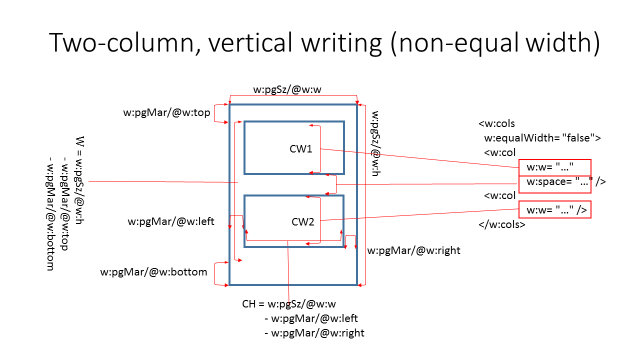 Two-column, vertical writing (non-equal width)
w:pgSz/@w:w
w:pgMar/@w:top
w:pgSz/@w:h
W = w:pgSz/@w:h
- w:pgMar/@w:top
- w:pgMar/@w:bottom
CW1
<w:cols
w:equalWidth= "false">
<w:col
w:w= "..."
w:space= "..." />
<w:col
w:w= "..." />
</w:cols>
w:pgMar/@w:left
CW2
w:pgMar/@w:right
w:pgMar/@w:bottom
CH = w:pgSz/@w:w
- w:pgMar/@w:left
- w:pgMar/@w:right